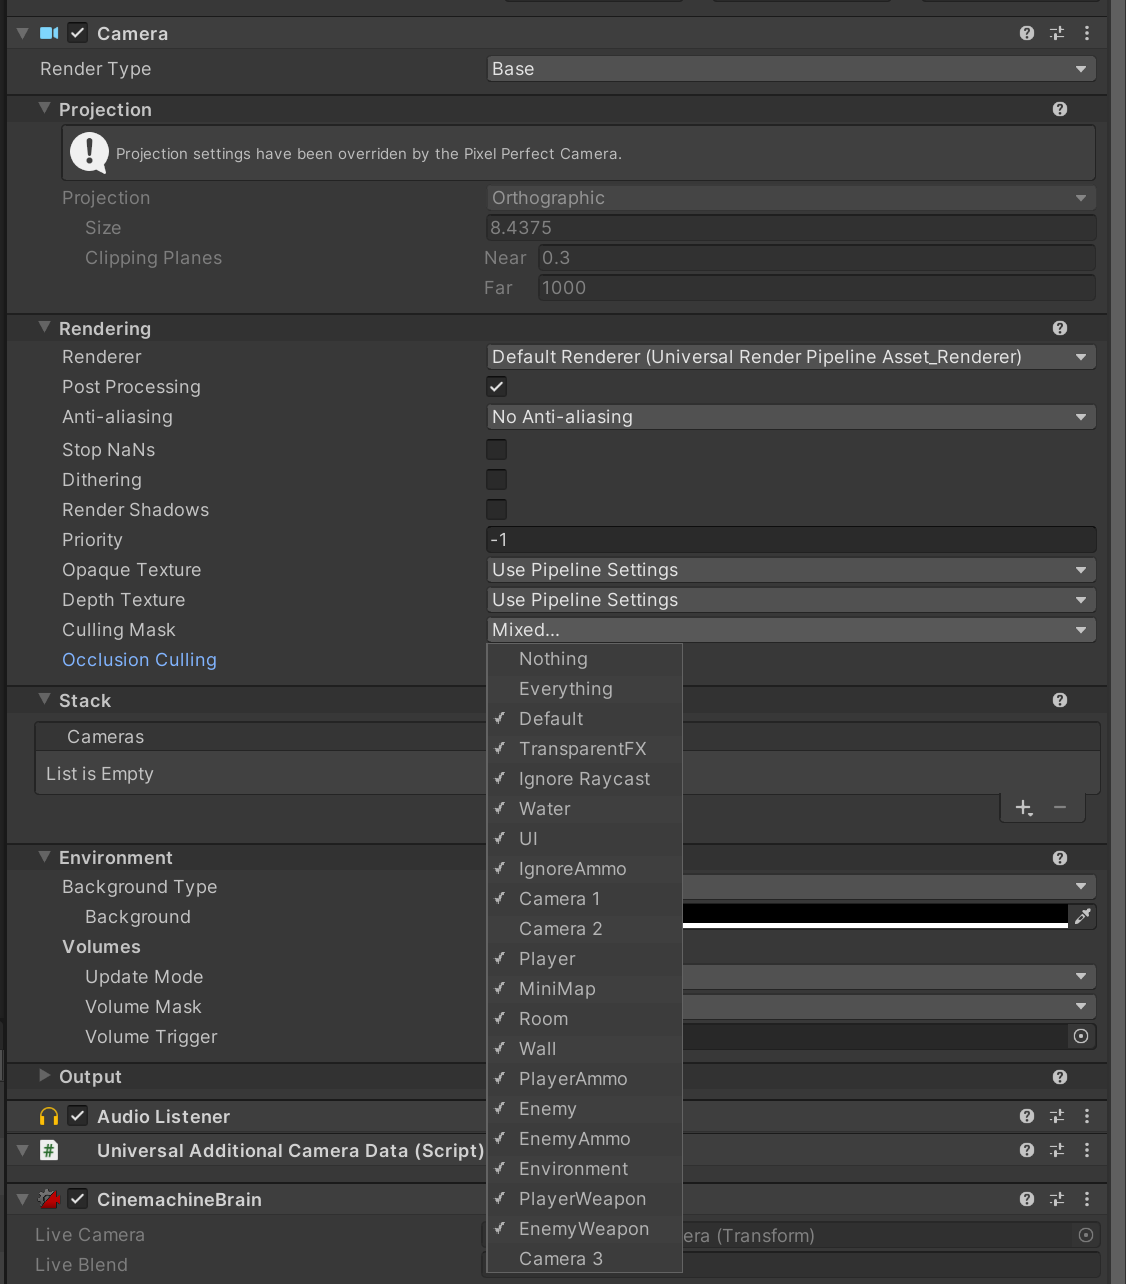 Camera
Render Type Base
Projection
Projection settings have been overriden by the Pixel Perfect Camera.
Projection Orthographic
Size 8.4375
Clipping Planes Near 0.3
Far 1000
Rendering
Renderer Default Renderer (Universal Render Pipeline Asset_Renderer)
Post Processing
Anti-aliasing No Anti-aliasing
Stop NaNs
Dithering
Render Shadows
Priority -1
Opaque Texture Use Pipeline Settings
Depth Texture Use Pipeline Settings
Culling Mask Mixed...
Occlusion Culling
Nothing
Everything
Default
TransparentFX
Ignore Raycast
Water
UI
IgnoreAmmo
Camera 1
Camera 2
Player
MiniMap
Room
Wall
PlayerAmmo
Enemy
EnemyAmmo
Environment
PlayerWeapon
EnemyWeapon
Camera 3
Stack
Cameras
List is Empty
Environment
Background Type
Background
Volumes
Update Mode
Volume Mask
Volume Trigger
Output
Audio Listener
# Universal Additional Camera Data (Script)
CinemachineBrain
Live Camera era (Transform)
Live Blend